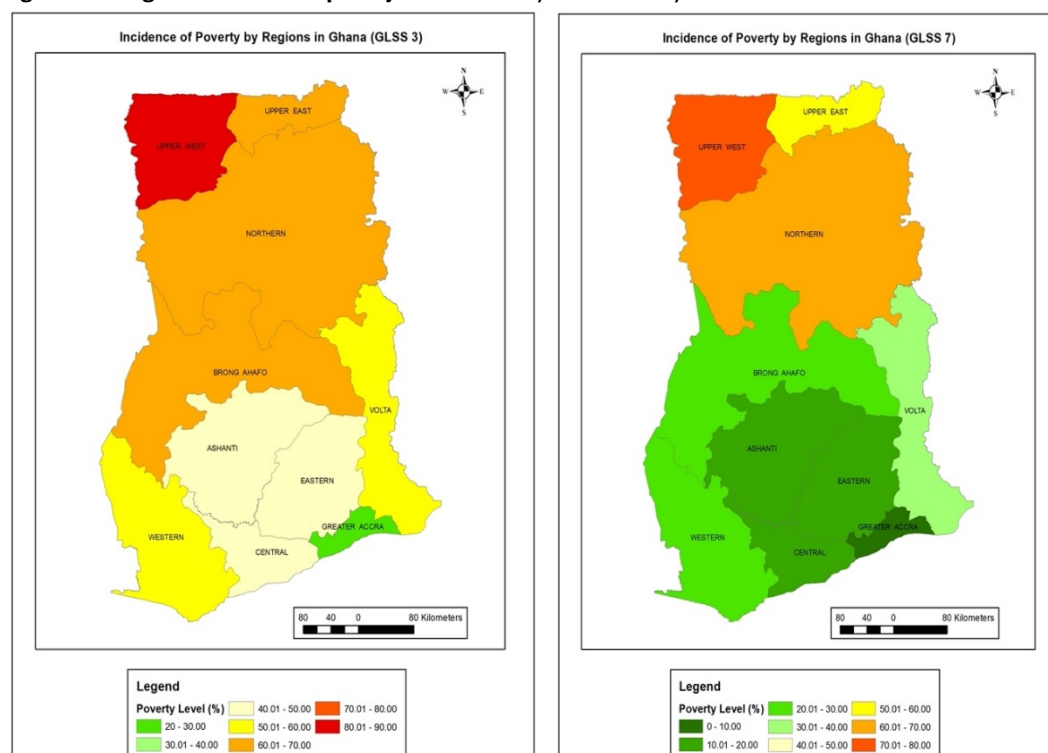 Incidence of Poverty by Regions in Ghana (GLSS 3)
N
W E
S
UPPER EAST
UPPER WEST
NORTHERN
BRONG AHAFO
VOLTA
ASHANTI
EASTERN
GREATER ACCRA
WESTERN
CENTRAL
80 40 0 80 Kilometers
Legend
Poverty Level (%)
20 - 30.00
30.01 - 40.00
40.01 - 50.00
50.01 - 60.00
60.01 - 70.00
70.01 - 80.00
80.01 - 90.00
Incidence of Poverty by Regions in Ghana (GLSS 7)
N
W E
S
UPPER EAST
UPPER WEST
NORTHERN
BRONG AHAFO
VOLTA
ASHANTI
EASTERN
GREATER ACCRA
WESTERN
CENTRAL
80 40 0 80 Kilometers
Legend
Poverty Level (%)
0 - 10.00
10.01 - 20.00
20.01 - 30.00
30.01 - 40.00
40.01 - 50.00
50.01 - 60.00
60.01 - 70.00
70.01 - 80.00